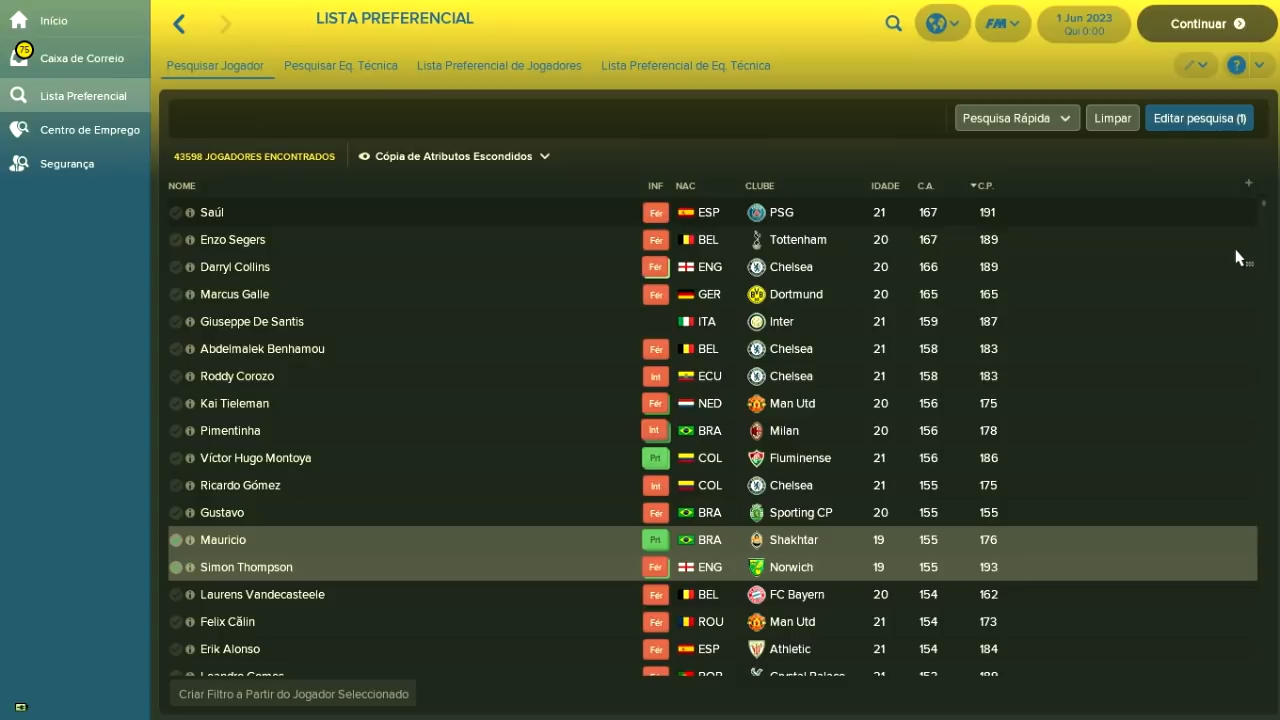 Início
LISTA PREFERENCIAL
FM
1 Jun 2023
Qui 0:00
Continuar
75
Caixa de Correio
Pesquisar Jogador Pesquisar Eq. Técnica Lista Preferencial de Jogadores Lista Preferencial de Eq. Técnica
?
Lista Preferencial
Centro de Emprego
Segurança
Pesquisa Rápida Limpar Editar pesquisa (1)
43598 JOGADORES ENCONTRADOS Cópia de Atributos Escondidos
NOME INF NAC CLUBE IDADE C.A. C.P. +
Saúl Fér ESP PSG 21 167 191
Enzo Segers Fér BEL Tottenham 20 167 189
Darryl Collins Fér ENG Chelsea 20 166 189
Marcus Galle Fér GER Dortmund 20 165 165
Giuseppe De Santis ITA Inter 21 159 187
Abdelmalek Benhamou Fér BEL Chelsea 21 158 183
Roddy Corozo Int ECU Chelsea 21 158 183
Kai Tieleman Fér NED Man Utd 20 156 175
Pimentinha Int BRA Milan 20 156 178
Víctor Hugo Montoya Prt COL Fluminense 21 156 186
Ricardo Gómez Int COL Chelsea 21 155 175
Gustavo Fér BRA Sporting CP 20 155 155
Mauricio Prt BRA Shakhtar 19 155 176
Simon Thompson Fér ENG Norwich 19 155 193
Laurens Vandecasteele Fér BEL FC Bayern 20 154 162
Felix Călin Fér ROU Man Utd 21 154 173
Erik Alonso Fér ESP Athletic 21 154 184
Criar Filtro a Partir do Jogador Seleccionado